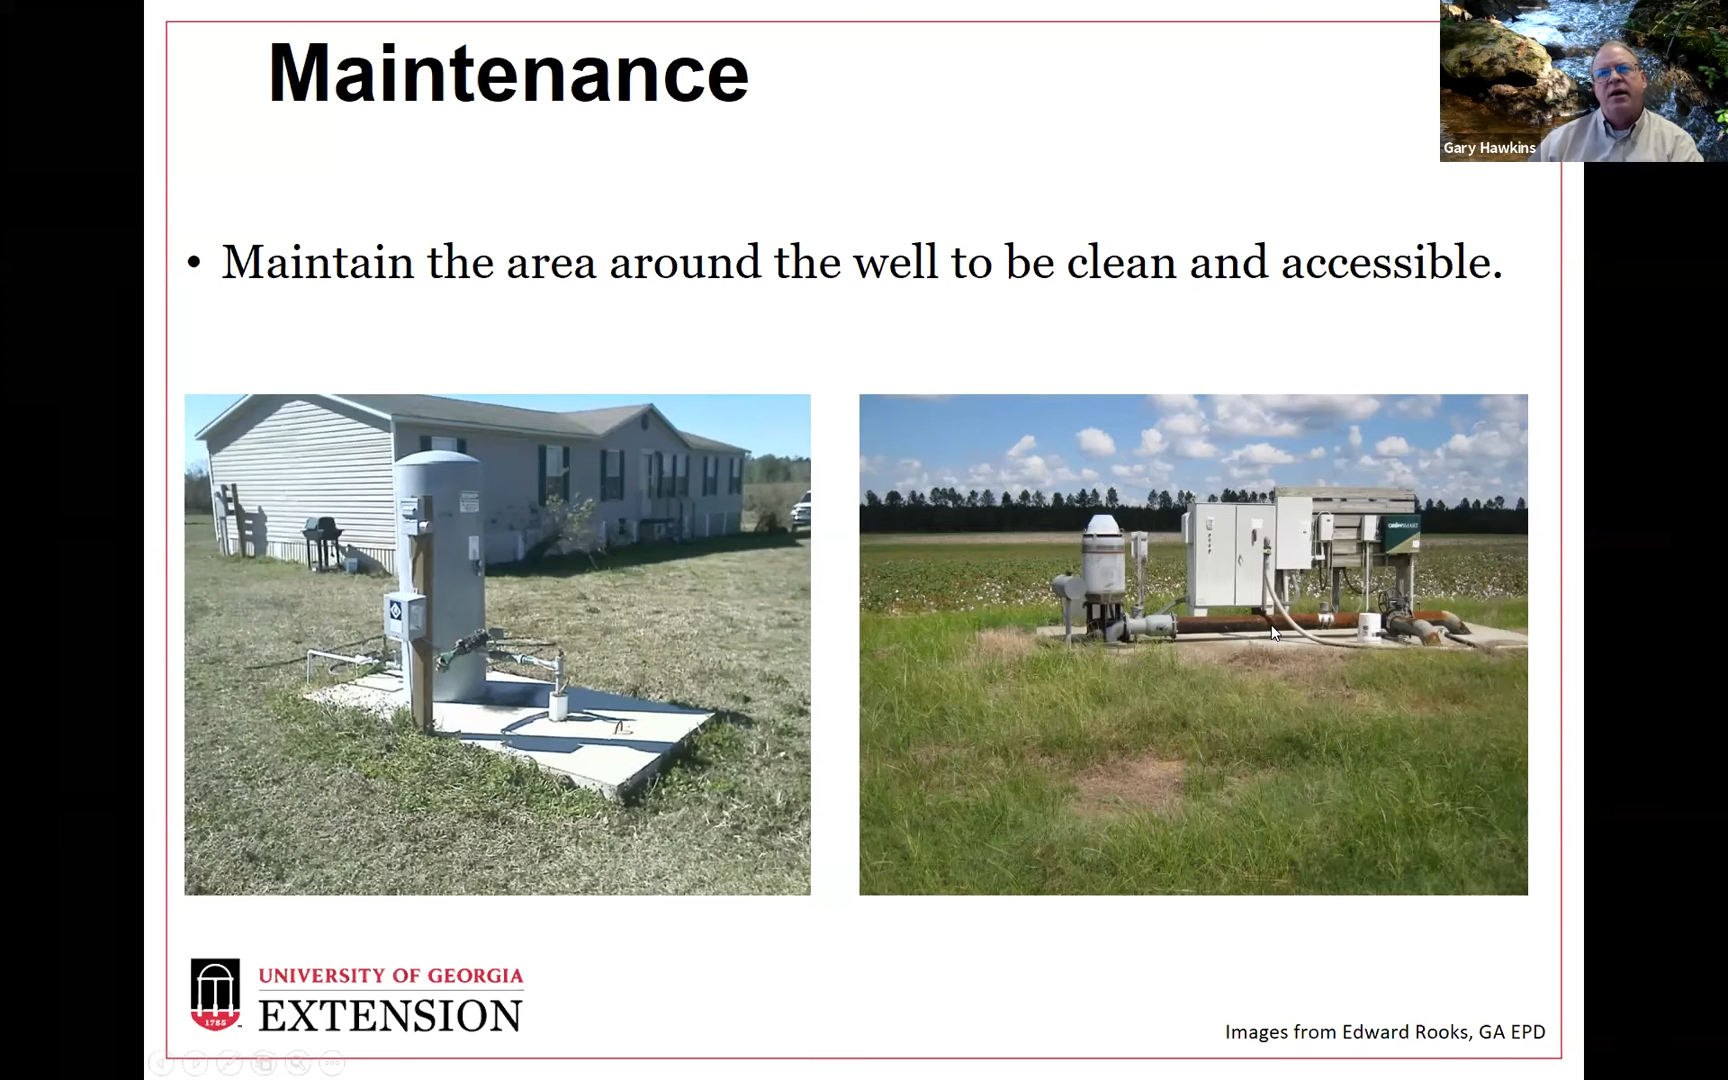 Maintenance
Gary Hawkins
• Maintain the area around the well to be clean and accessible.
UNIVERSITY OF GEORGIA
EXTENSION
1785
Images from Edward Rooks, GA EPD